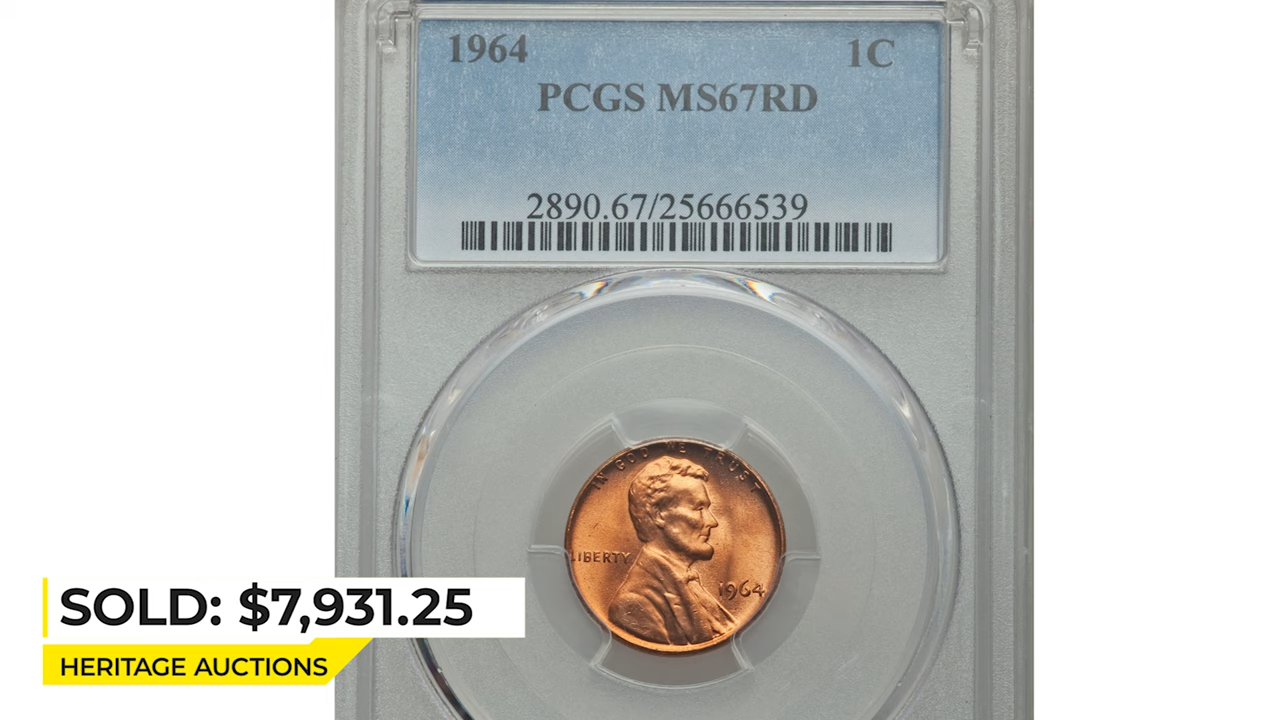 1964 1C
PCGS MS67RD
2890.67/25666539
IN GOD WE TRUST
LIBERTY
1964
SOLD: $7,931.25
HERITAGE AUCTIONS